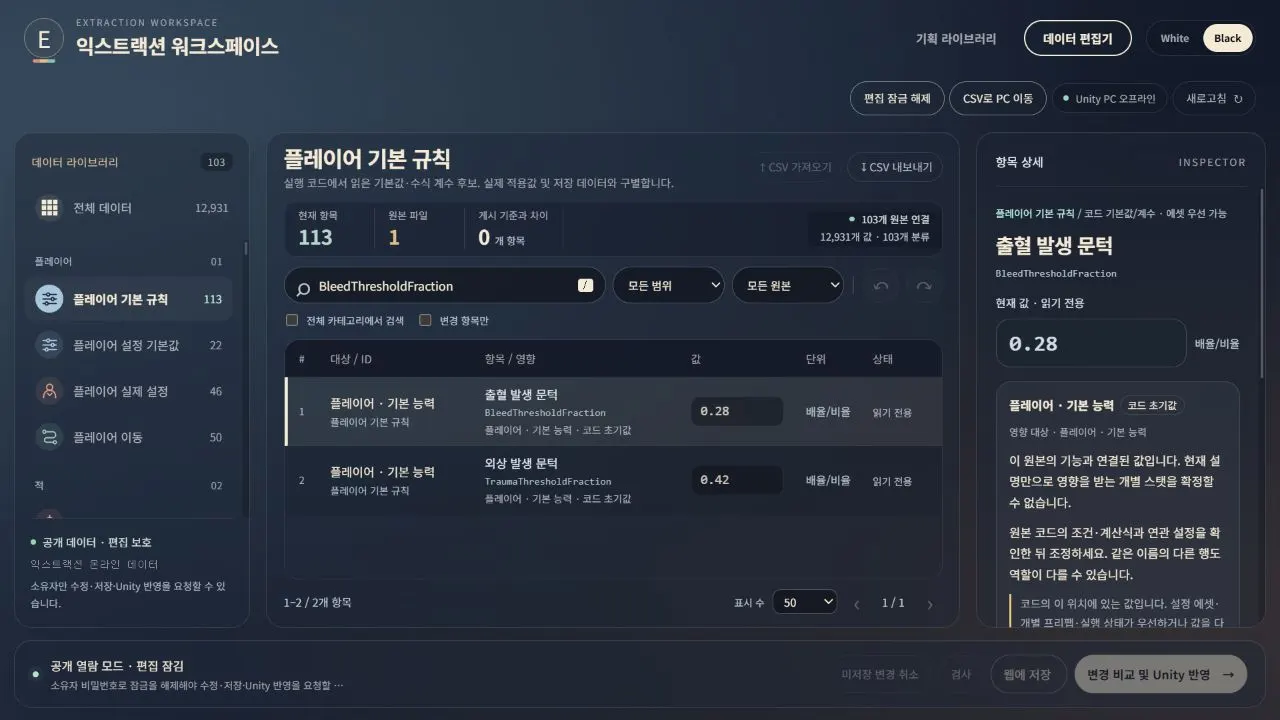 E
EXTRACTION WORKSPACE
익스트랙션 워크스페이스
기획 라이브러리
데이터 편집기
White
Black
편집 잠금 해제
CSV로 PC 이동
Unity PC 오프라인
새로고침 ↻
데이터 라이브러리
103
전체 데이터
12,931
플레이어
01
플레이어 기본 규칙
113
플레이어 설정 기본값
22
플레이어 실제 설정
46
플레이어 이동
50
적
02
공개 데이터 · 편집 보호
익스트랙션 온라인 데이터
소유자만 수정·저장·Unity 반영을 요청할 수 있
습니다.
플레이어 기본 규칙
실행 코드에서 읽은 기본값·수식 계수 후보. 실제 적용값 및 저장 데이터와 구별합니다.
↑ CSV 가져오기
↧ CSV 내보내기
현재 항목
113
원본 파일
1
게시 기준과 차이
0 개 항목
103개 원본 연결
12,931개 값 · 103개 분류
BleedThresholdFraction
/
모든 범위
모든 원본
전체 카테고리에서 검색
변경 항목만
# 대상 / ID 항목 / 영향 값 단위 상태
1
플레이어 · 기본 능력
플레이어 기본 규칙
출혈 발생 문턱
BleedThresholdFraction
플레이어 · 기본 능력 · 코드 초기값
0.28
배율/비율
읽기 전용
2
플레이어 · 기본 능력
플레이어 기본 규칙
외상 발생 문턱
TraumaThresholdFraction
플레이어 · 기본 능력 · 코드 초기값
0.42
배율/비율
읽기 전용
1–2 / 2개 항목
표시 수
50
‹
1 / 1
›
항목 상세
INSPECTOR
플레이어 기본 규칙 / 코드 기본값/계수 · 에셋 우선 가능
출혈 발생 문턱
BleedThresholdFraction
현재 값 · 읽기 전용
0.28
배율/비율
플레이어 · 기본 능력
코드 초기값
영향 대상 · 플레이어 · 기본 능력
이 원본의 기능과 연결된 값입니다. 현재 설
명만으로 영향을 받는 개별 스탯을 확정할
수 없습니다.
원본 코드의 조건·계산식과 연관 설정을 확
인한 뒤 조정하세요. 같은 이름의 다른 행도
역할이 다를 수 있습니다.
코드의 이 위치에 있는 값입니다. 설정 에셋·
개별 프리팹·실행 상태가 우선하거나 값을 다
공개 열람 모드 · 편집 잠김
소유자 비밀번호로 잠금을 해제해야 수정·저장·Unity 반영을 요청할 ⋯
미저장 변경 취소
검사
웹에 저장
변경 비교 및 Unity 반영 →